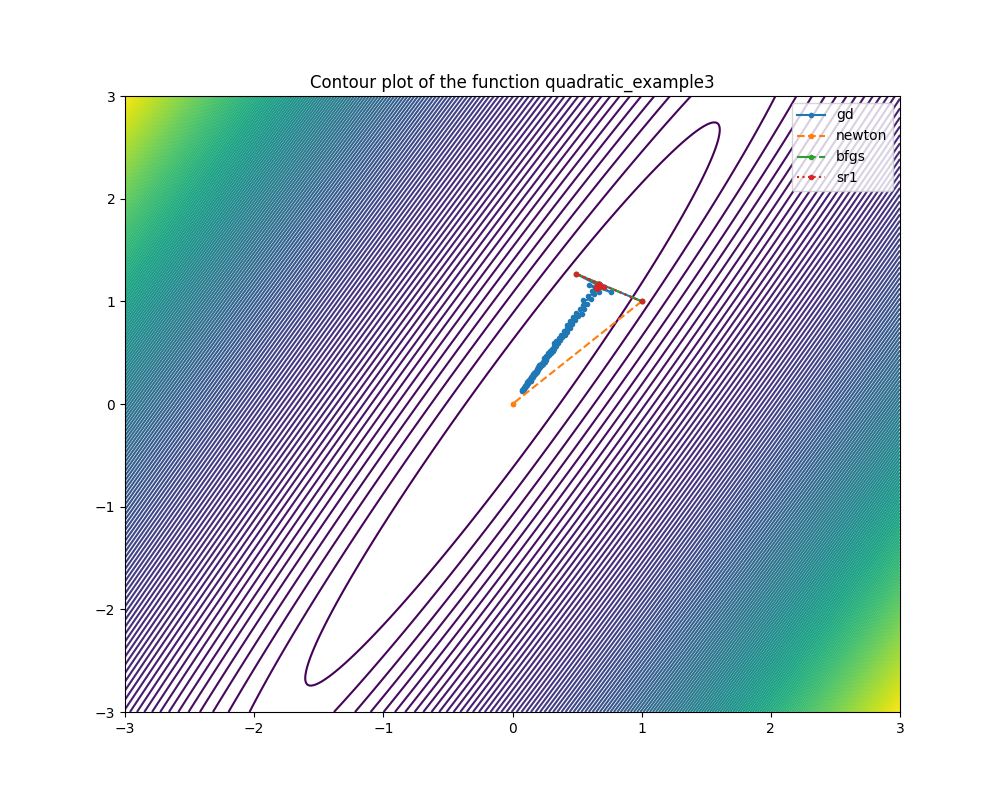 Contour plot of the function quadratic_example3
gd
newton
bfgs
sr1
3
2
1
0
−1
−2
−3
−3
−2
−1
0
1
2
3